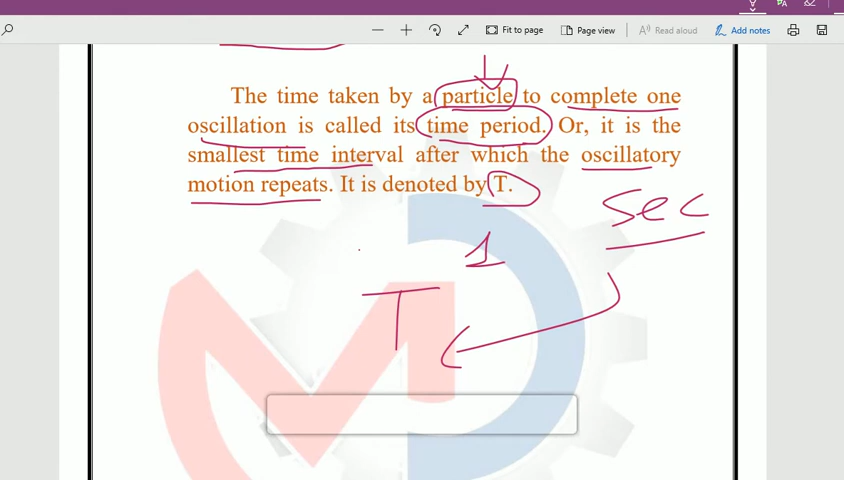 Fit to page
Page view
Read aloud
Add notes
The time taken by a particle to complete one
oscillation is called its time period. Or, it is the
smallest time interval after which the oscillatory
motion repeats. It is denoted by T.
sec
1
T